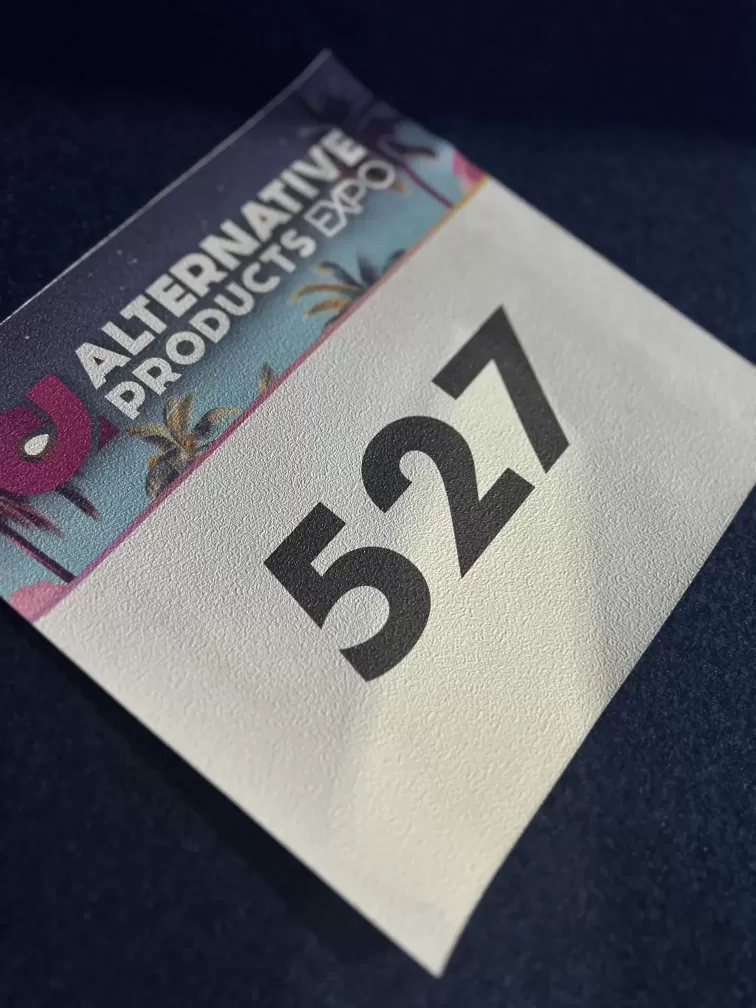 ALTERNATIVE
PRODUCTS EXPO
527